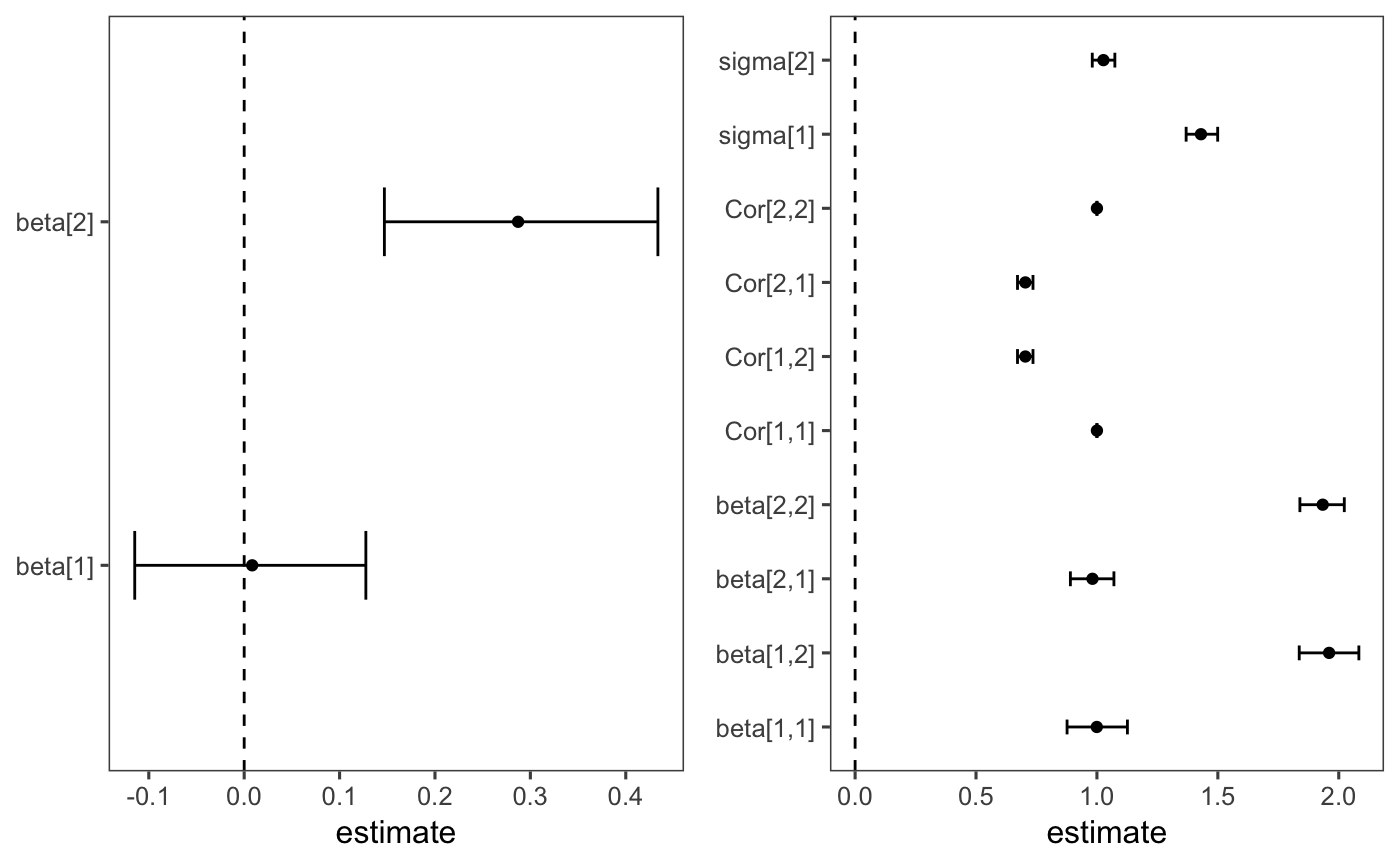 beta[2]
beta[1]
-0.1 0.0 0.1 0.2 0.3 0.4
estimate
sigma[2]
sigma[1]
Cor[2,2]
Cor[2,1]
Cor[1,2]
Cor[1,1]
beta[2,2]
beta[2,1]
beta[1,2]
beta[1,1]
0.0 0.5 1.0 1.5 2.0
estimate